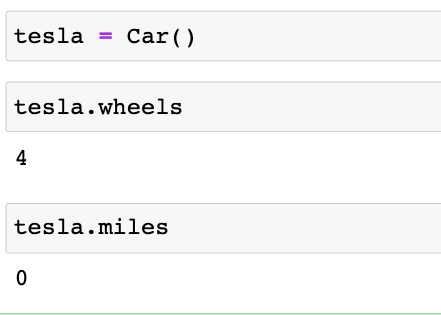 tesla = Car()
tesla.wheels
4
tesla.miles
0